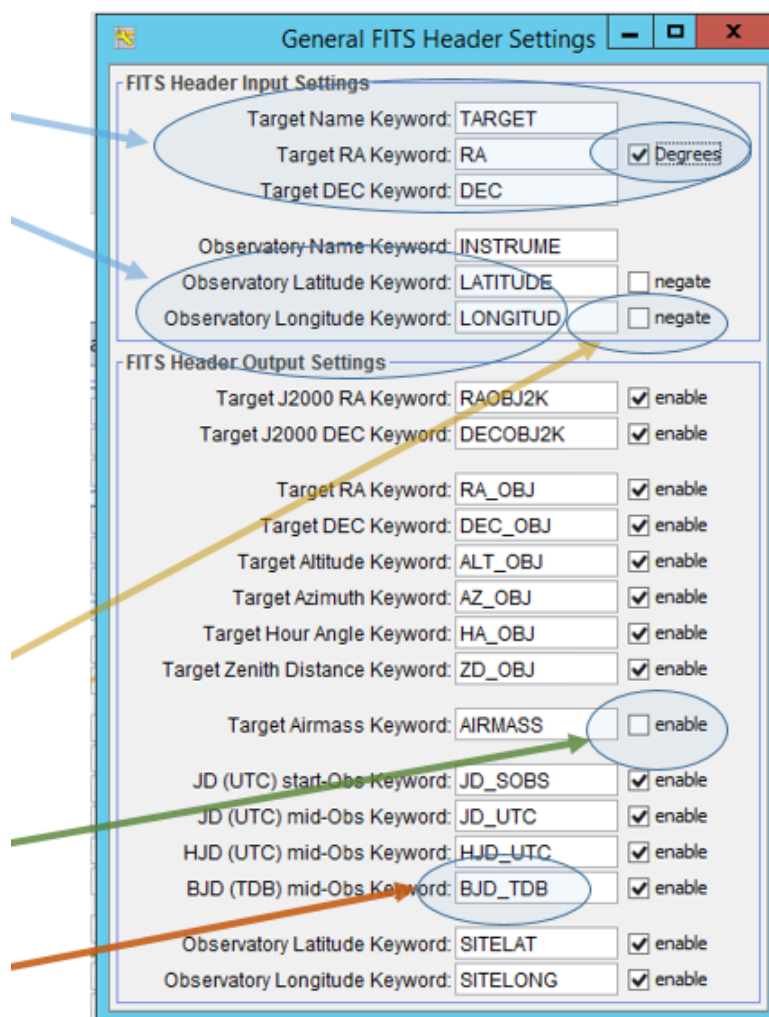 General FITS Header Settings
FITS Header Input Settings
Target Name Keyword: TARGET
Target RA Keyword: RA Degrees
Target DEC Keyword: DEC
Observatory Name Keyword: INSTRUME
Observatory Latitude Keyword: LATITUDE negate
Observatory Longitude Keyword: LONGITUD negate
FITS Header Output Settings
Target J2000 RA Keyword: RAOBJ2K enable
Target J2000 DEC Keyword: DECOBJ2K enable
Target RA Keyword: RA_OBJ enable
Target DEC Keyword: DEC_OBJ enable
Target Altitude Keyword: ALT_OBJ enable
Target Azimuth Keyword: AZ_OBJ enable
Target Hour Angle Keyword: HA_OBJ enable
Target Zenith Distance Keyword: ZD_OBJ enable
Target Airmass Keyword: AIRMASS enable
JD (UTC) start-Obs Keyword: JD_SOBS enable
JD (UTC) mid-Obs Keyword: JD_UTC enable
HJD (UTC) mid-Obs Keyword: HJD_UTC enable
BJD (TDB) mid-Obs Keyword: BJD_TDB enable
Observatory Latitude Keyword: SITELAT enable
Observatory Longitude Keyword: SITELONG enable